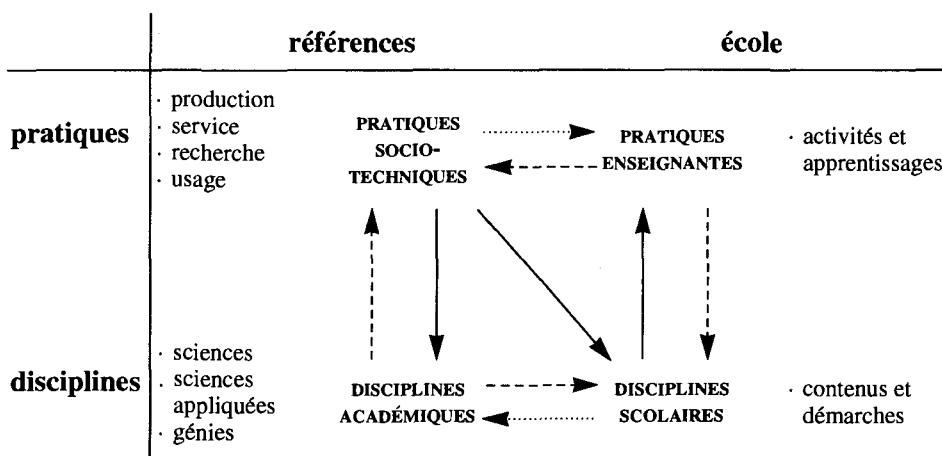 références école
pratiques
· production
· service
· recherche
· usage
PRATIQUES
SOCIO-
TECHNIQUES
PRATIQUES
ENSEIGNANTES
· activités et
apprentissages
disciplines
· sciences
. sciences
appliquées
· génies
DISCIPLINES
ACADÉMIQUES
DISCIPLINES
SCOLAIRES
· contenus et
démarches